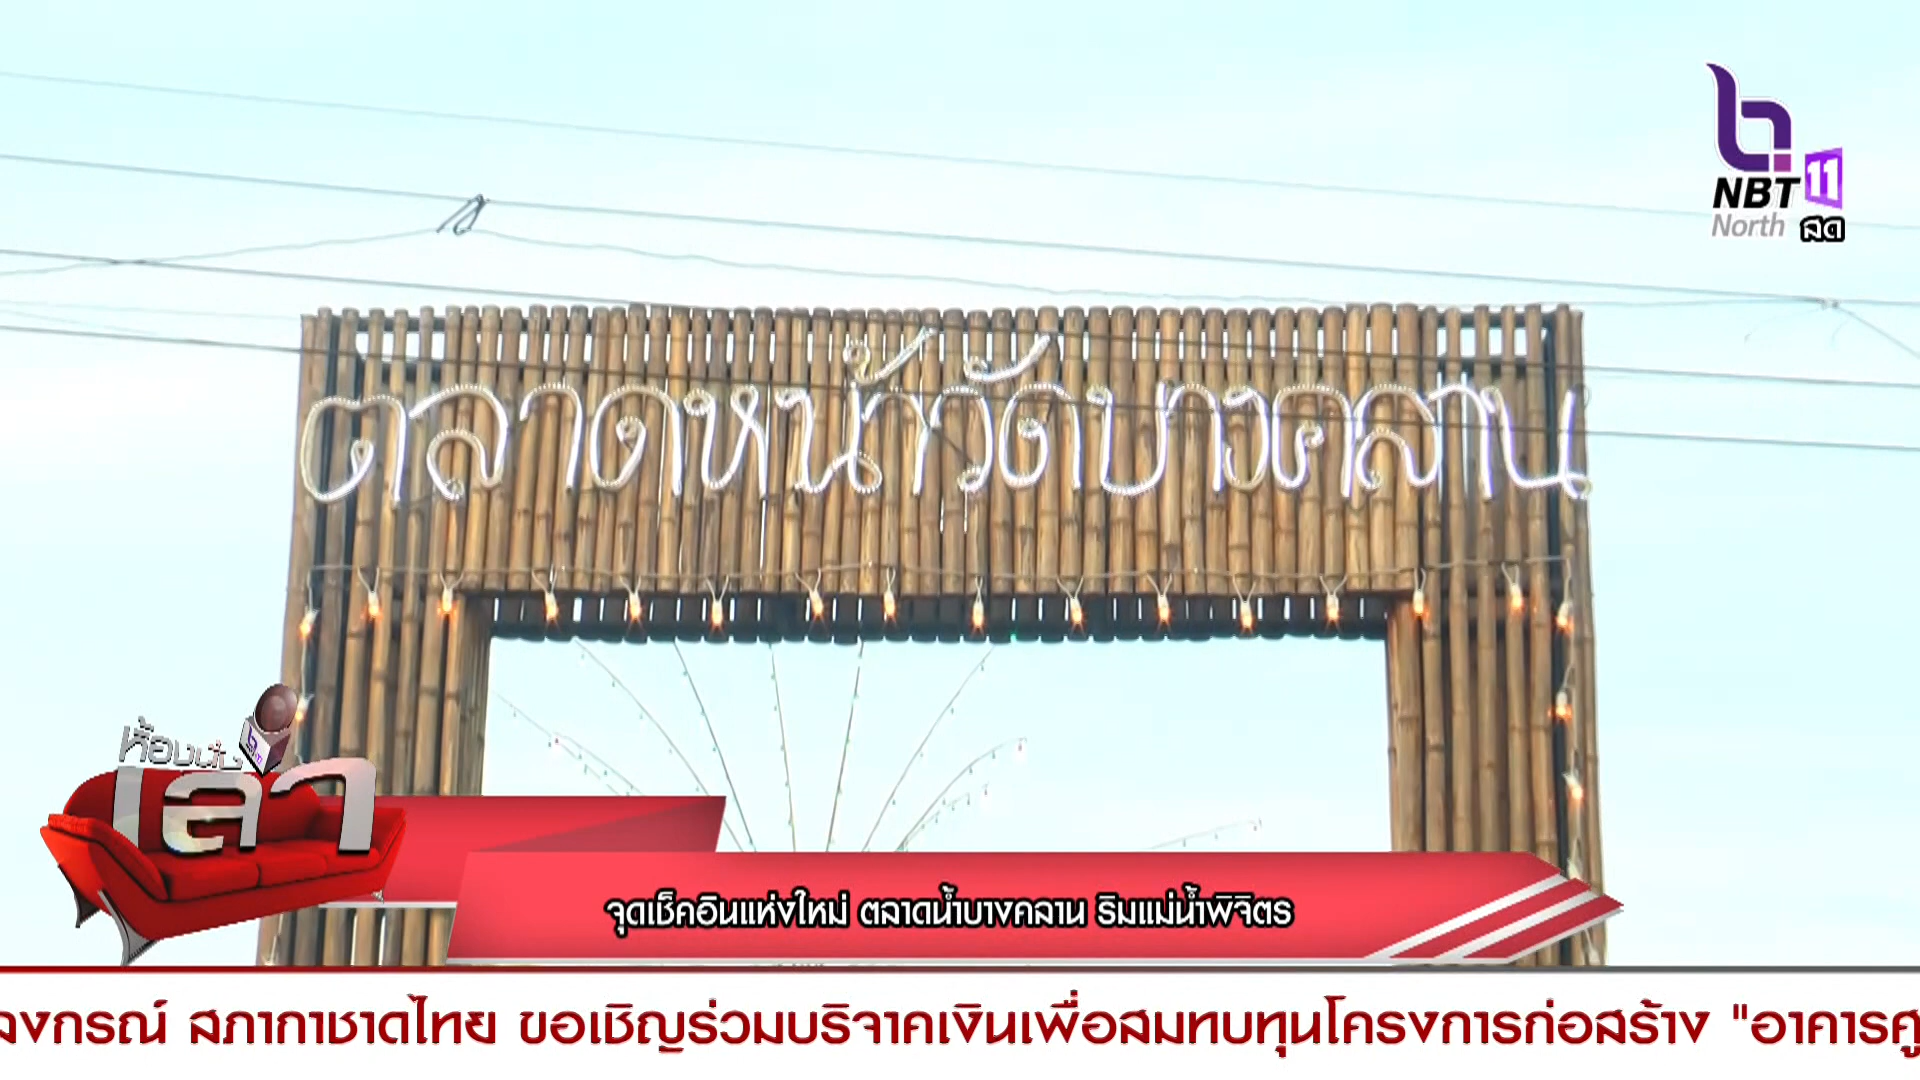 NBT 11
North สด
ตลาดหน้าวัดบางคลาน
ห้องนั่ง
เล่า
จุดเช็คอินแห่งใหม่ ตลาดน้ำบางคลาน ริมแม่น้ำพิจิตร
ลงกรณ์ สภากาชาดไทย ขอเชิญร่วมบริจาคเงินเพื่อสมทบทุนโครงการก่อสร้าง "อาคารศู